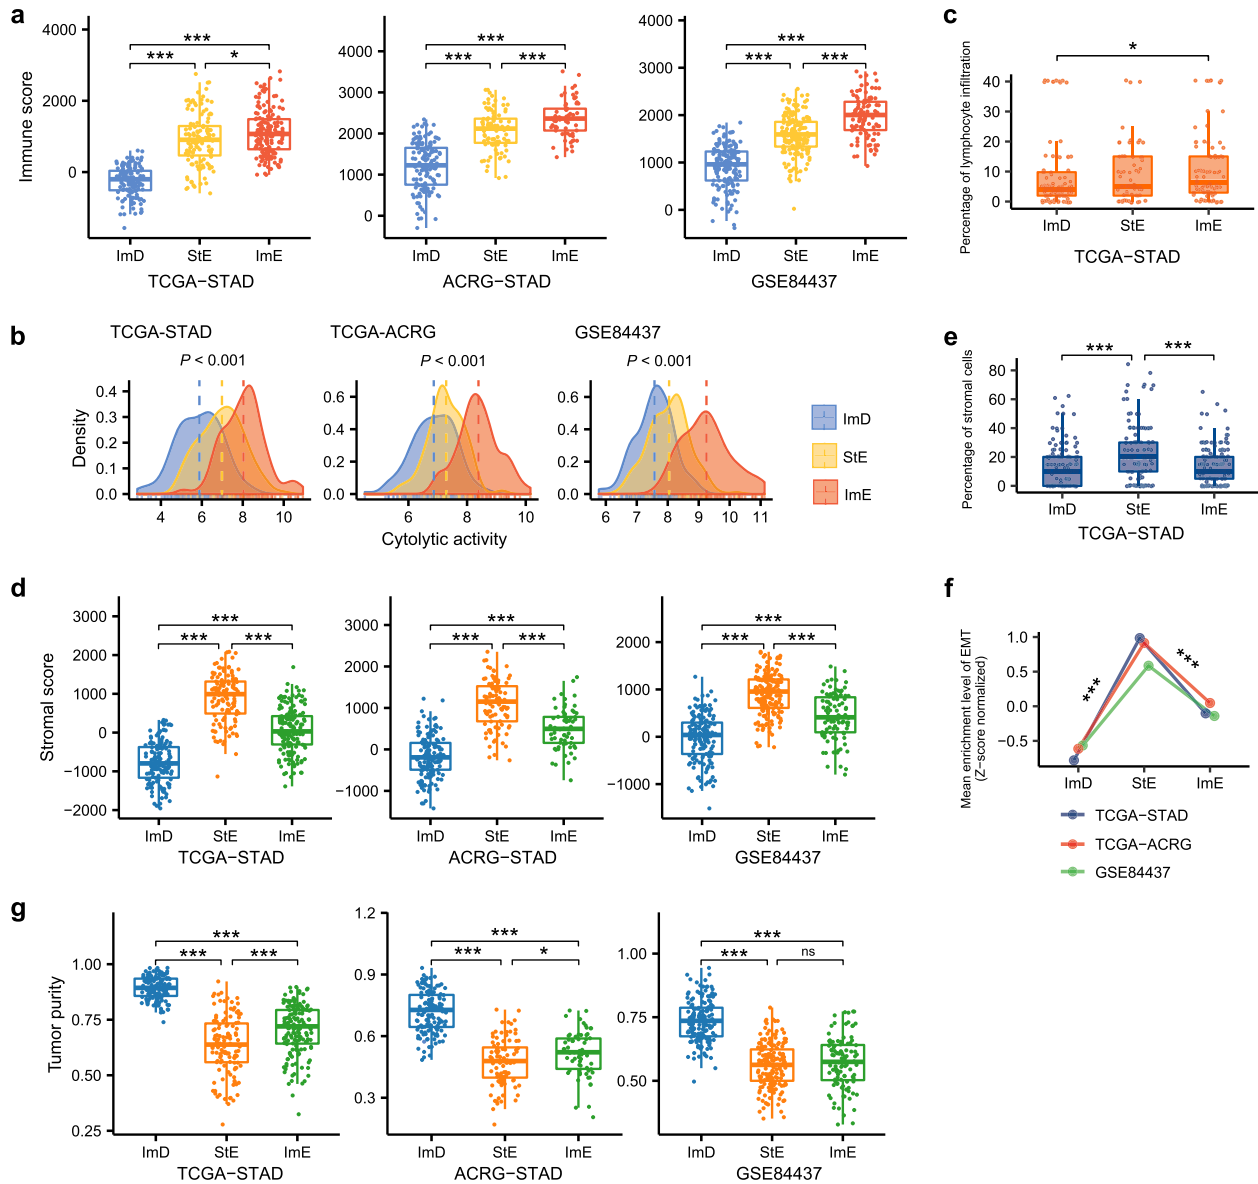 a
Immune score
4000
2000
0
***
***
*
ImD StE ImE
TCGA−STAD
4000
3000
2000
1000
0
***
***
***
ImD StE ImE
ACRG−STAD
4000
3000
2000
1000
0
***
***
***
ImD StE ImE
GSE84437
c
Percentage of lymphocyte infiltration
40
30
20
10
0
*
ImD StE ImE
TCGA−STAD
b
TCGA-STAD
P < 0.001
Density
0.4
0.3
0.2
0.1
0.0
4 6 8 10
TCGA-ACRG
P < 0.001
0.6
0.4
0.2
0.0
6 8 10
Cytolytic activity
GSE84437
P < 0.001
0.6
0.4
0.2
0.0
6 7 8 9 10 11
ImD
StE
ImE
e
Percentage of stromal cells
80
60
40
20
0
*** ***
ImD StE ImE
TCGA−STAD
d
Stromal score
3000
2000
1000
0
−1000
−2000
***
*** ***
ImD StE ImE
TCGA−STAD
3000
2000
1000
0
−1000
***
*** ***
ImD StE ImE
ACRG−STAD
2000
1000
0
−1000
***
*** ***
ImD StE ImE
GSE84437
f
Mean enrichment level of EMT
(Z−score normalized)
1.0
0.5
0.0
−0.5
***
***
ImD StE ImE
TCGA−STAD
TCGA−ACRG
GSE84437
g
Tumor purity
1.00
0.75
0.50
0.25
***
*** ***
ImD StE ImE
TCGA−STAD
1.2
0.9
0.6
0.3
***
*** *
ImD StE ImE
ACRG−STAD
1.00
0.75
0.50
***
*** ns
ImD StE ImE
GSE84437